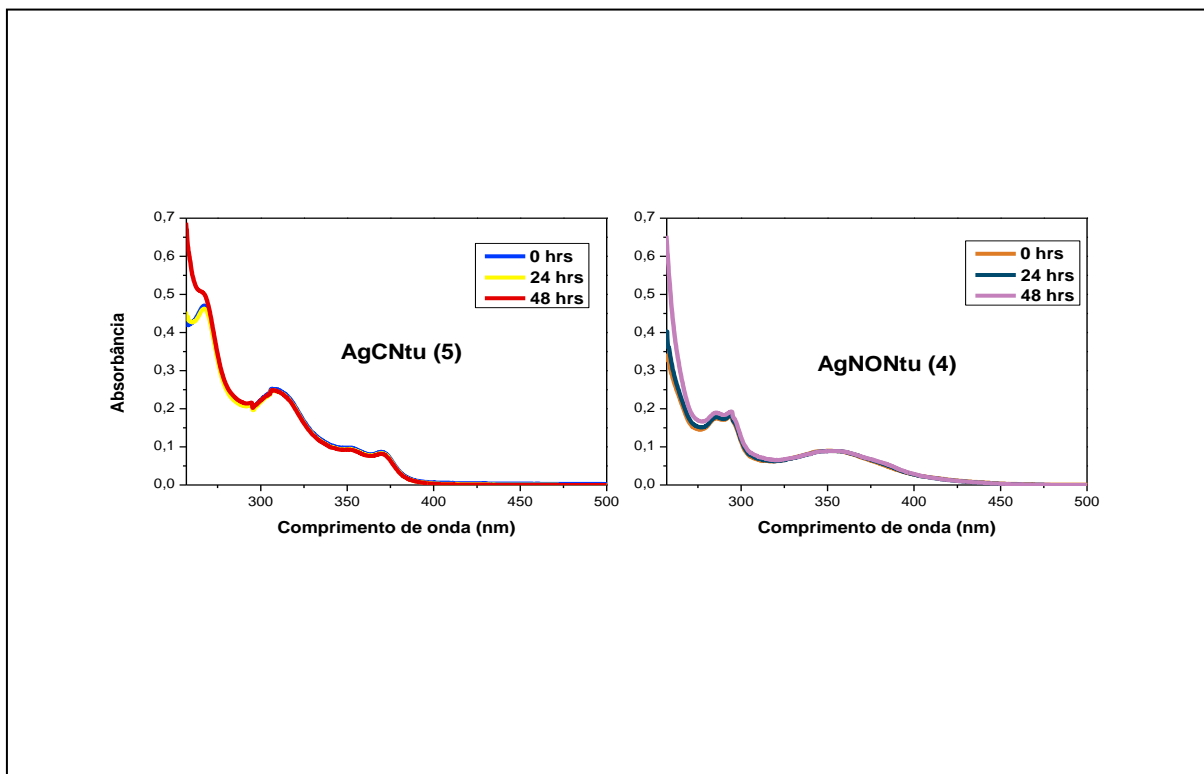 0,7
0,6
0,5
0,4
0,3
0,2
0,1
0,0
Absorbância
300
350
400
450
500
Comprimento de onda (nm)
0 hrs
24 hrs
48 hrs
AgCNtu (5)
0,7
0,6
0,5
0,4
0,3
0,2
0,1
0,0
300
350
400
450
500
Comprimento de onda (nm)
0 hrs
24 hrs
48 hrs
AgNONtu (4)